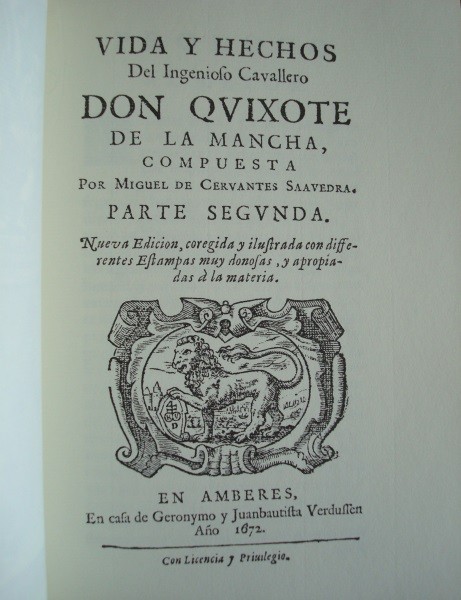 VIDA Y HECHOS
Del Ingenioſo Cavallero
DON QVIXOTE
DE LA MANCHA,
COMPUESTA
POR MIGUEL DE CERVANTES SAAVEDRA.
PARTE SEGVNDA.
Nueva Edicion, coregida y iluſtrada con diffe-
rentes Eſtampas muy donoſas, y apropia-
das à la materia.
EN AMBERES,
En caſa de Geronymo y Juanbautiſta Verduſſen
Año 1672.
Con Licencia y Privilegio.